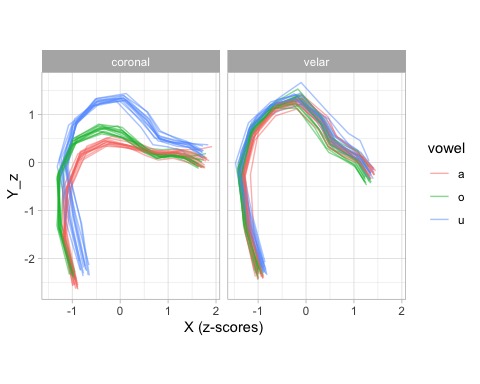 coronal velar
1
0
-1
-2
Y_z
-1 0 1 2 -1 0 1 2
X (z-scores)
vowel
a
o
u